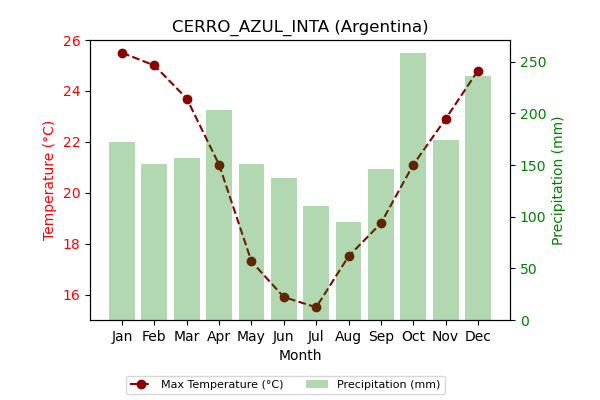 CERRO_AZUL_INTA (Argentina)
26
24
22
20
18
16
Temperature (°C)
250
200
150
100
50
0
Precipitation (mm)
Jan Feb Mar Apr May Jun Jul Aug Sep Oct Nov Dec
Month
Max Temperature (°C) Precipitation (mm)